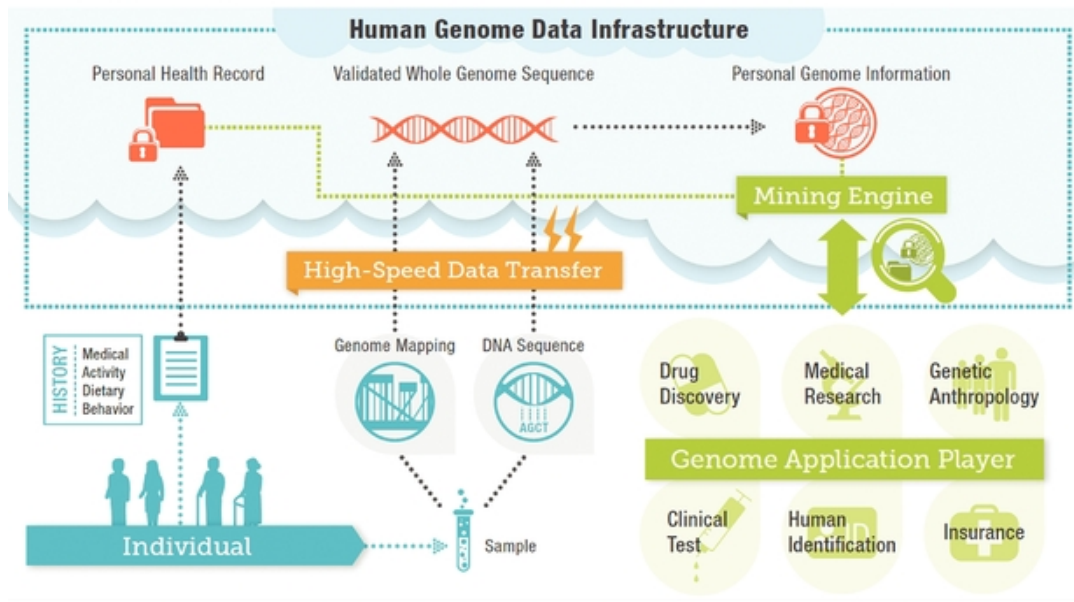 Human Genome Data Infrastructure
Personal Health Record
Validated Whole Genome Sequence
Personal Genome Information
Mining Engine
High-Speed Data Transfer
HISTORY
Medical
Activity
Dietary
Behavior
Genome Mapping
DNA Sequence
AGCT
Drug
Discovery
Medical
Research
Genetic
Anthropology
Genome Application Player
Clinical
Test
Human
Identification
ID
Insurance
Individual
Sample